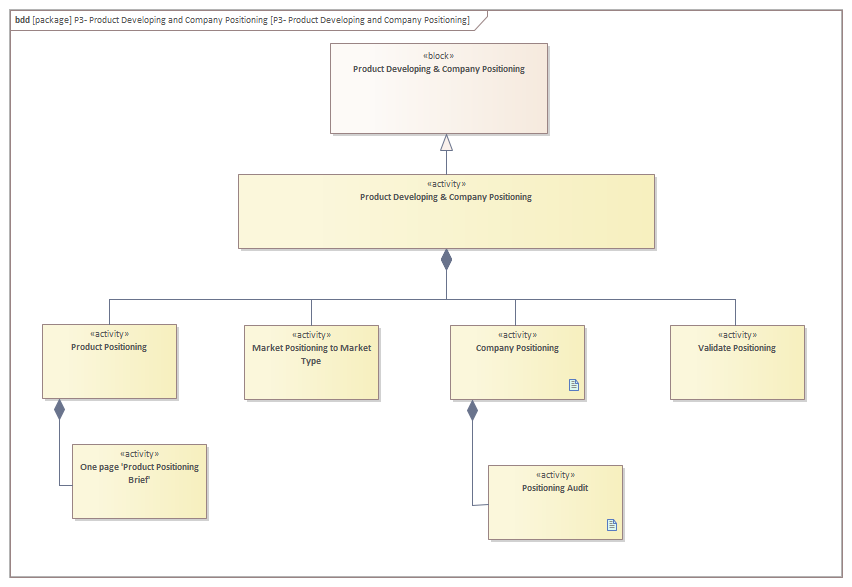 bdd [package] P3- Product Developing and Company Positioning [P3- Product Developing and Company Positioning]
«block»
Product Developing & Company Positioning
«activity»
Product Developing & Company Positioning
«activity»
Product Positioning
«activity»
Market Positioning to Market
Type
«activity»
Company Positioning
«activity»
Validate Positioning
«activity»
One page 'Product Positioning
Brief'
«activity»
Positioning Audit